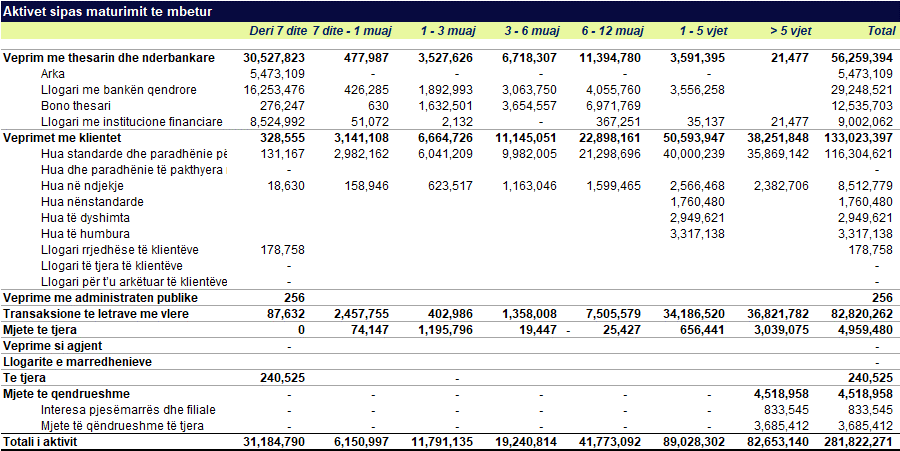 Aktivet sipas maturimit te mbetur
Deri 7 dite 7 dite - 1 muaj 1 - 3 muaj 3 - 6 muaj 6 - 12 muaj 1 - 5 vjet > 5 vjet Total
Veprim me thesarin dhe nderbankare 30,527,823 477,987 3,527,626 6,718,307 11,394,780 3,591,395 21,477 56,259,394
Arka 5,473,109 - - - - - - 5,473,109
Llogari me bankën qendrore 16,253,476 426,285 1,892,993 3,063,750 4,055,760 3,556,258 - 29,248,521
Bono thesari 276,247 630 1,632,501 3,654,557 6,971,769 - 12,535,703
Llogari me institucione financiare 8,524,992 51,072 2,132 - 367,251 35,137 21,477 9,002,062
Veprimet me klientet 328,555 3,141,108 6,664,726 11,145,051 22,898,161 50,593,947 38,251,848 133,023,397
Hua standarde dhe paradhënie pë 131,167 2,982,162 6,041,209 9,982,005 21,298,696 40,000,239 35,869,142 116,304,621
Hua dhe paradhënie të pakthyera - -
Hua në ndjekje 18,630 158,946 623,517 1,163,046 1,599,465 2,566,468 2,382,706 8,512,779
Hua nënstandarde 1,760,480 1,760,480
Hua të dyshimta 2,949,621 2,949,621
Hua të humbura 3,317,138 3,317,138
Llogari rrjedhëse të klientëve 178,758 178,758
Llogari të tjera të klientëve - -
Llogari për t'u arkëtuar të klientëve - -
Veprime me administraten publike 256 256
Transaksione te letrave me vlere 87,632 2,457,755 402,986 1,358,008 7,505,579 34,186,520 36,821,782 82,820,262
Mjete te tjera 0 74,147 1,195,796 19,447 - 25,427 656,441 3,039,075 4,959,480
Veprime si agjent - -
Llogarite e marredhenieve -
Te tjera 240,525 - 240,525
Mjete te qendrueshme - - - - - - 4,518,958 4,518,958
Interesa pjesëmarrës dhe filiale - - - - - - 833,545 833,545
Mjete të qëndrueshme të tjera - - - - - - 3,685,412 3,685,412
Totali i aktivit 31,184,790 6,150,997 11,791,135 19,240,814 41,773,092 89,028,302 82,653,140 281,822,271